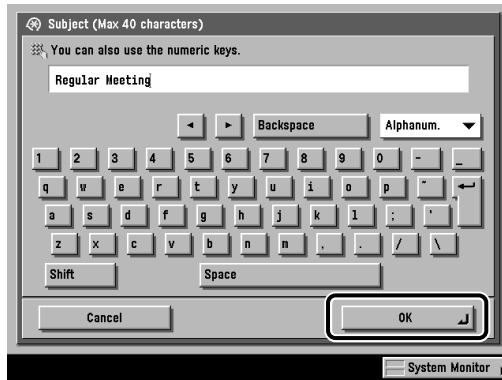 Subject (Max 40 characters)
You can also use the numeric keys.
Regular Meeting
◄ ► Backspace Alphanum. ▼
1 2 3 4 5 6 7 8 9 0 - _
q w e r t y u i o p ~
a s d f g h j k l ; '
z x c v b n m , . / \
Shift Space
Cancel OK
System Monitor